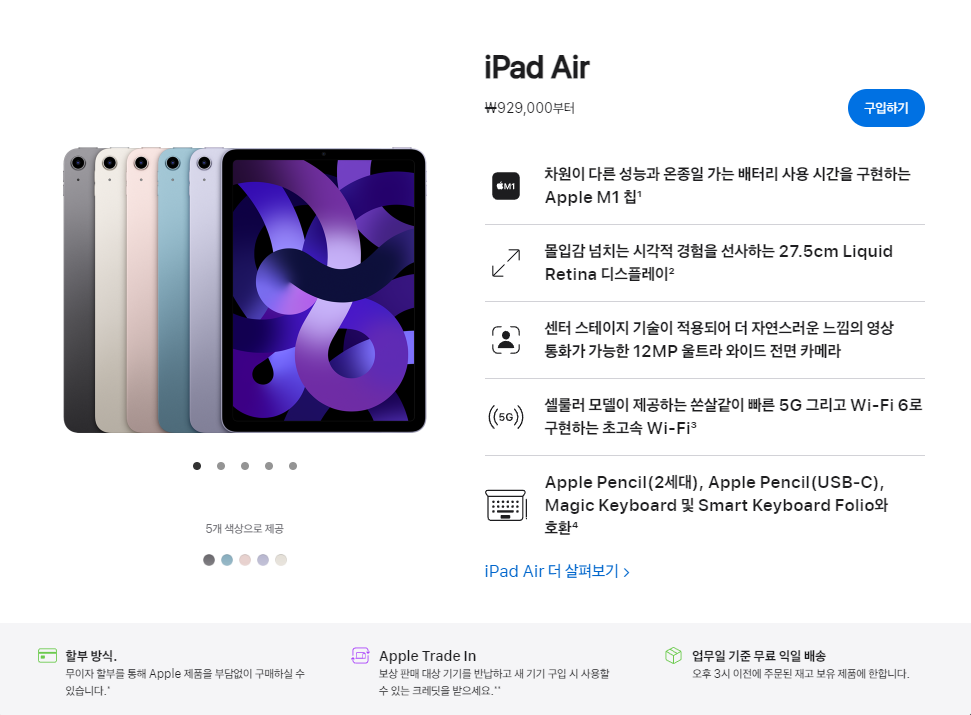 iPad Air
₩929,000부터
구입하기
M1
차원이 다른 성능과 온종일 가는 배터리 사용 시간을 구현하는
Apple M1 칩¹
몰입감 넘치는 시각적 경험을 선사하는 27.5cm Liquid
Retina 디스플레이²
센터 스테이지 기술이 적용되어 더 자연스러운 느낌의 영상
통화가 가능한 12MP 울트라 와이드 전면 카메라
5G
셀룰러 모델이 제공하는 쏜살같이 빠른 5G 그리고 Wi-Fi 6로
구현하는 초고속 Wi-Fi³
Apple Pencil(2세대), Apple Pencil(USB-C),
Magic Keyboard 및 Smart Keyboard Folio와
호환⁴
5개 색상으로 제공
iPad Air 더 살펴보기 >
할부 방식.
무이자 할부를 통해 Apple 제품을 부담없이 구매하실 수
있습니다.*
Apple Trade In
보상 판매 대상 기기를 반납하고 새 기기 구입 시 사용할
수 있는 크레딧을 받으세요.**
업무일 기준 무료 익일 배송
오후 3시 이전에 주문된 재고 보유 제품에 한합니다.